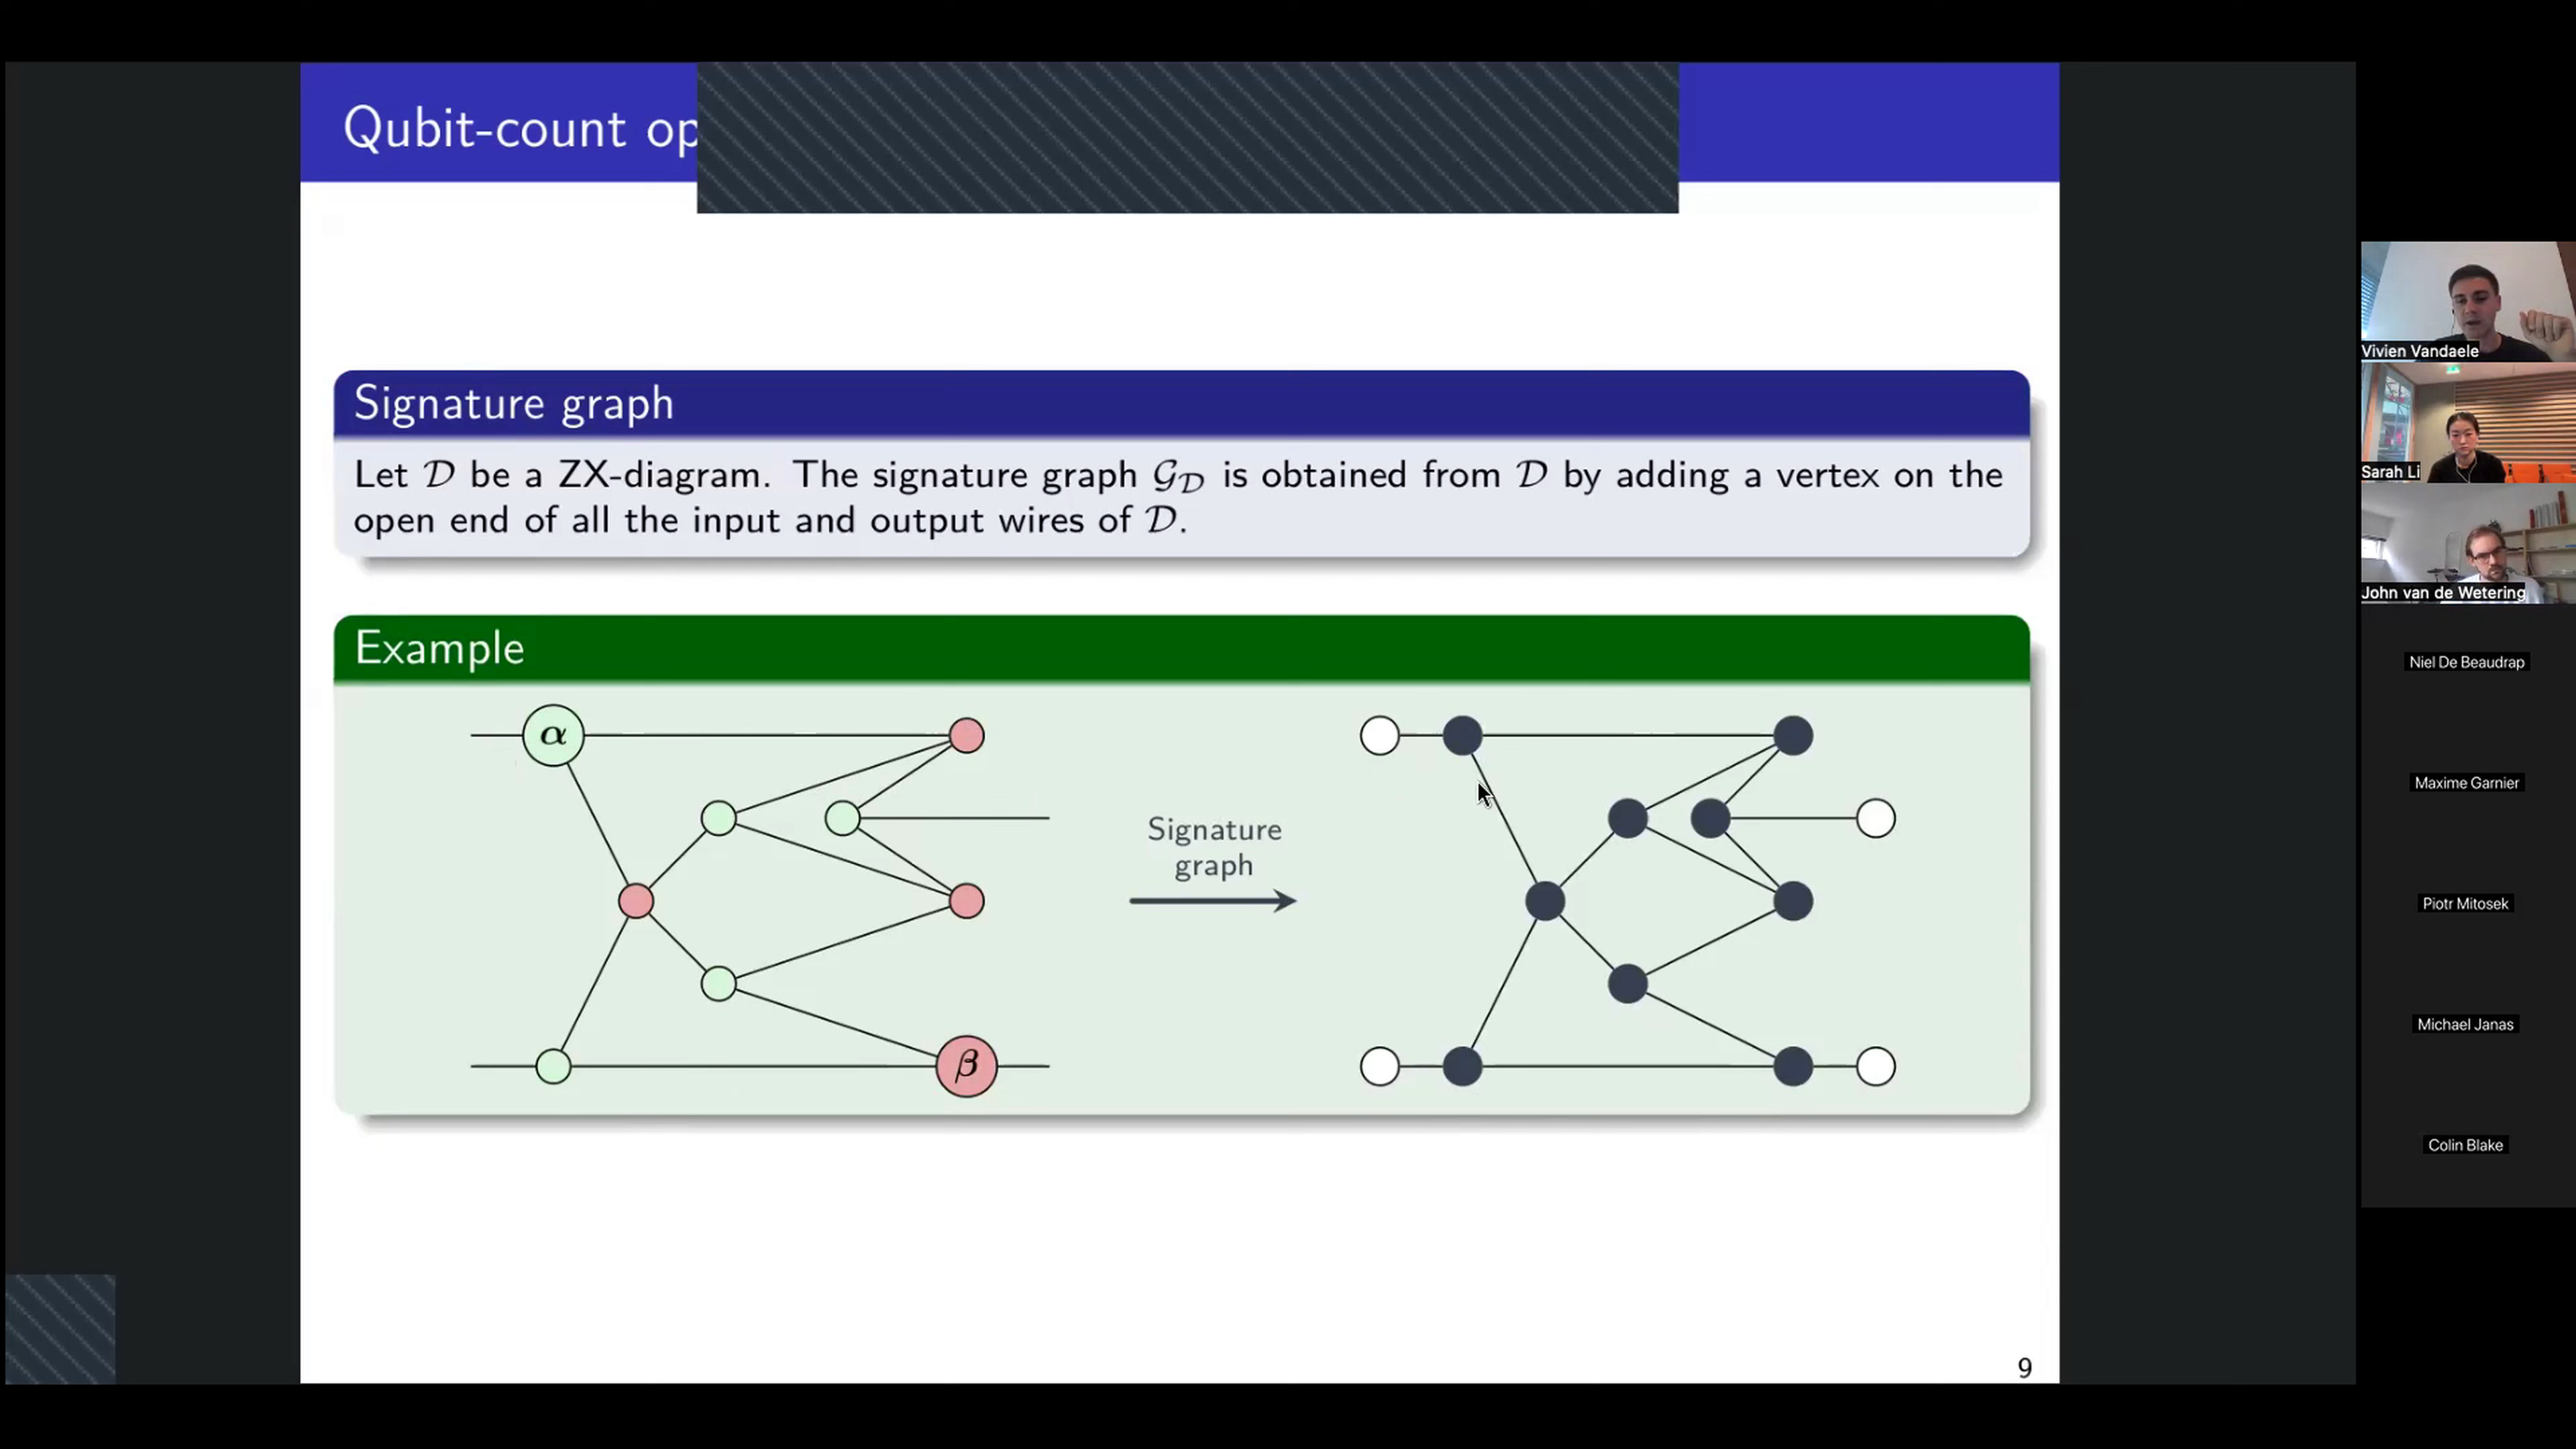 Qubit-count op
Signature graph
Let 𝒟 be a ZX-diagram. The signature graph 𝒢_𝒟 is obtained from 𝒟 by adding a vertex on the
open end of all the input and output wires of 𝒟.
Example
α
β
Signature
graph
9
Vivien Vandaele
Sarah Li
John van de Wetering
Niel De Beaudrap
Maxime Garnier
Piotr Mitosek
Michael Janas
Colin Blake